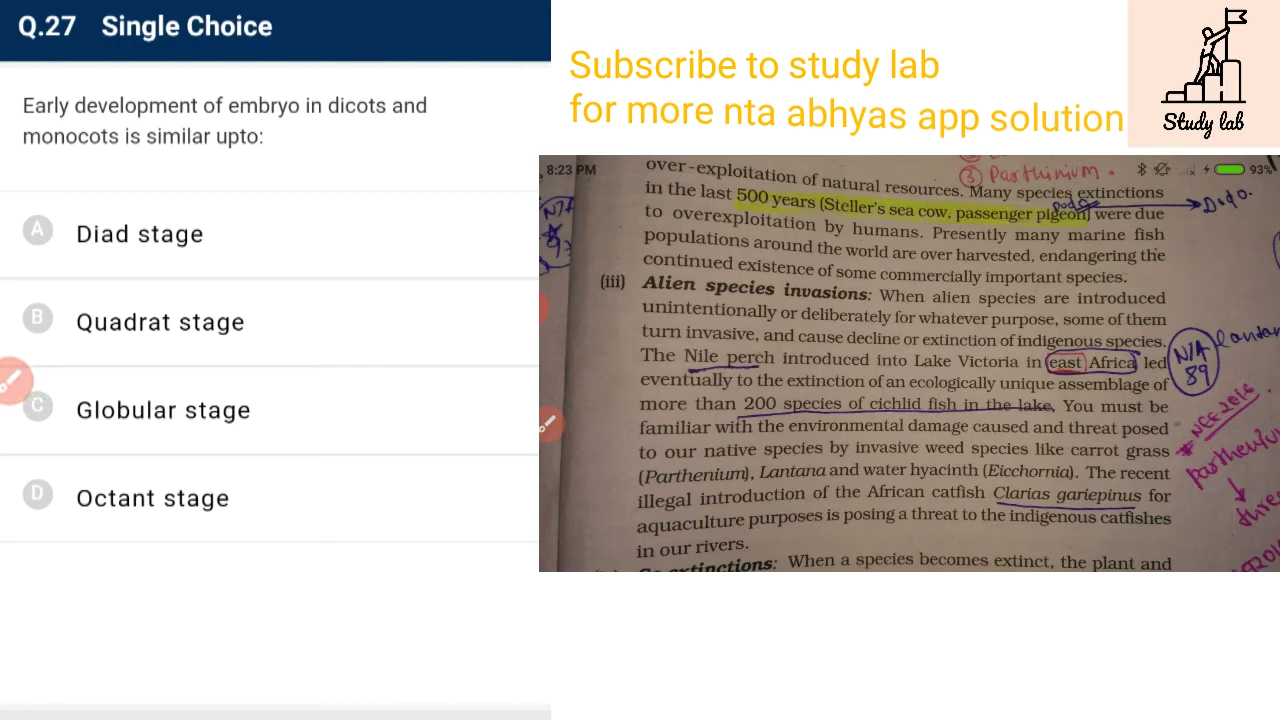 Q.27 Single Choice
Early development of embryo in dicots and
monocots is similar upto:
A Diad stage
B Quadrat stage
C Globular stage
D Octant stage
Subscribe to study lab
for more nta abhyas app solution
Study lab
8:23 PM
93%
③ Parthinium.
over-exploitation of natural resources. Many species extinctions
in the last 500 years (Steller's sea cow, passenger pigeon) were due
Dodo.
to overexploitation by humans. Presently many marine fish
populations around the world are over harvested, endangering the
continued existence of some commercially important species.
(iii) Alien species invasions: When alien species are introduced
unintentionally or deliberately for whatever purpose, some of them
turn invasive, and cause decline or extinction of indigenous species.
The Nile perch introduced into Lake Victoria in east Africa led
eventually to the extinction of an ecologically unique assemblage of
more than 200 species of cichlid fish in the lake. You must be
familiar with the environmental damage caused and threat posed
to our native species by invasive weed species like carrot grass
(Parthenium), Lantana and water hyacinth (Eicchornia). The recent
illegal introduction of the African catfish Clarias gariepinus for
aquaculture purposes is posing a threat to the indigenous catfishes
in our rivers.
extinctions: When a species becomes extinct, the plant and
N/A
89